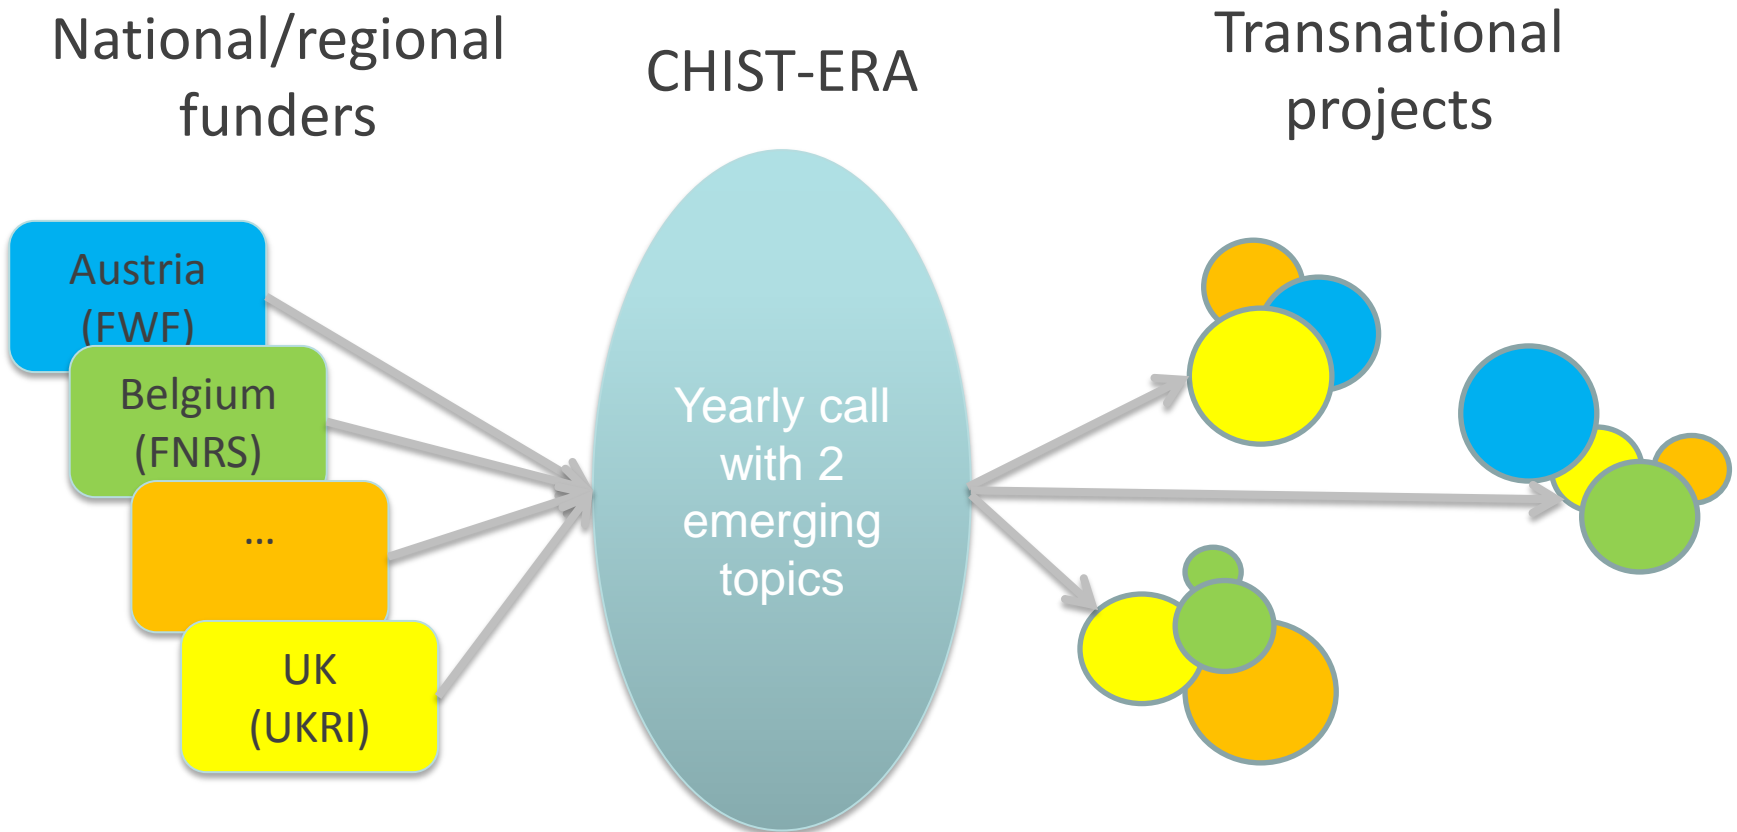 National/regional
funders
CHIST-ERA
Transnational
projects
Austria
(FWF)
Belgium
(FNRS)
...
UK
(UKRI)
Yearly call
with 2
emerging
topics